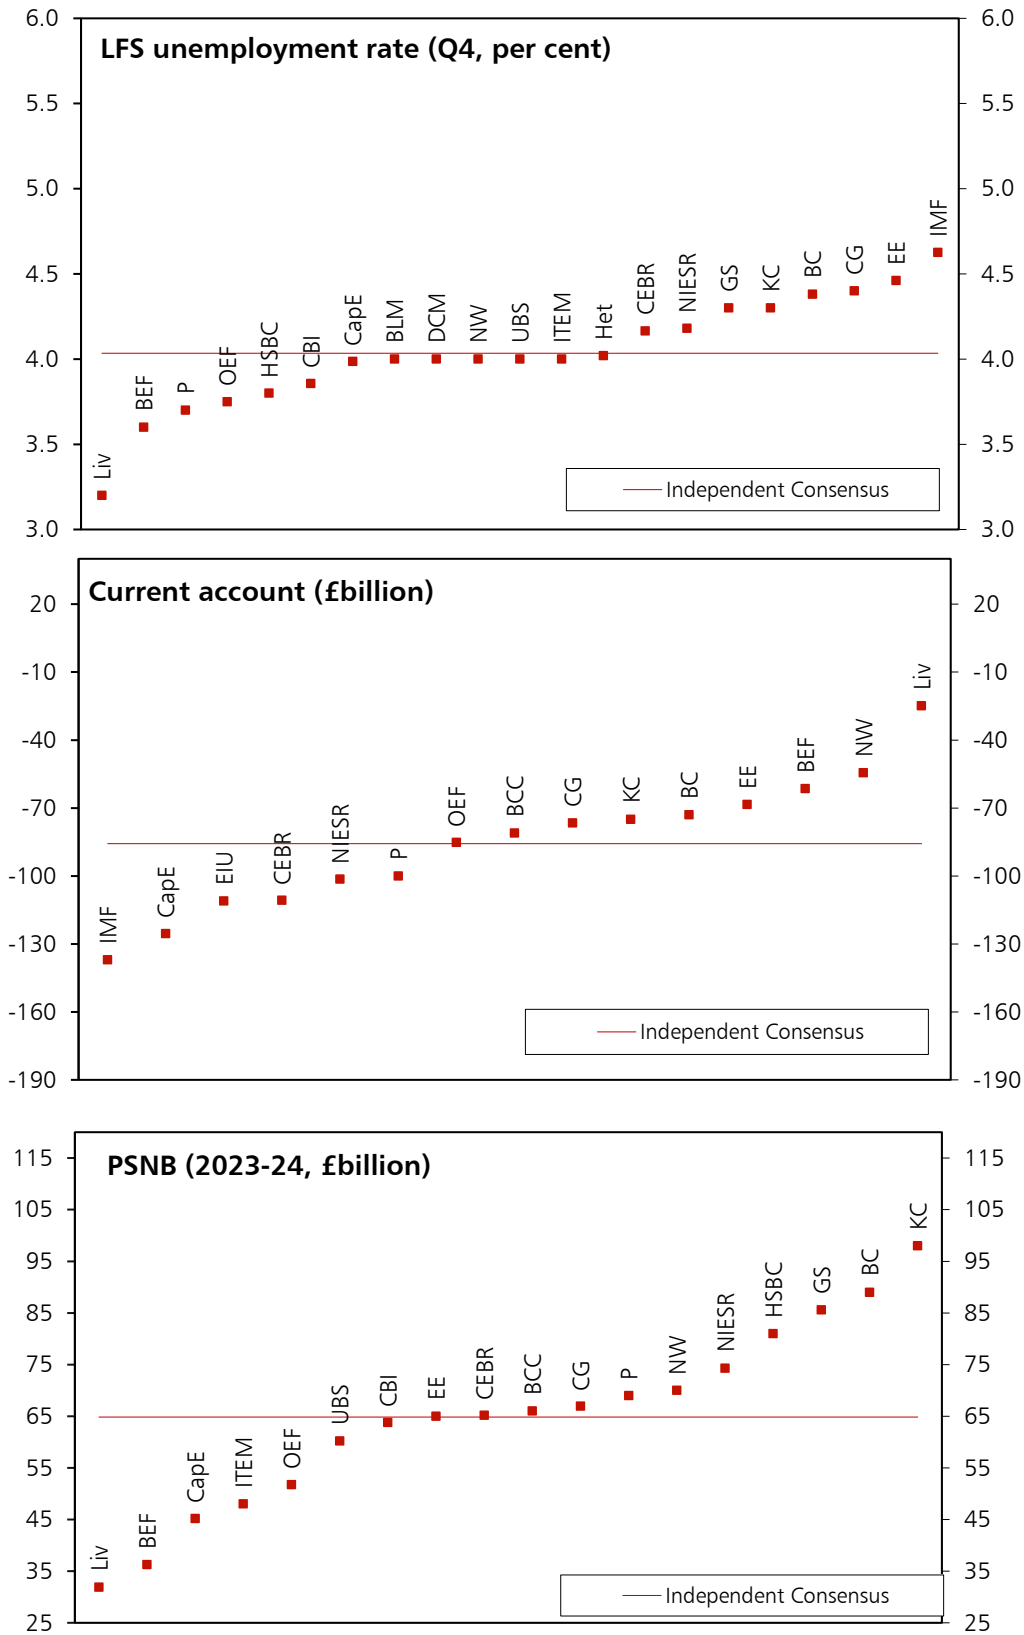 LFS unemployment rate (Q4, per cent)
6.0 6.0
5.5 5.5
5.0 5.0
4.5 4.5
4.0 4.0
3.5 3.5
3.0 3.0
Liv BEF P OEF HSBC CBI CapE BLM DCM NW UBS ITEM Het CEBR NIESR GS KC BC CG EE IMF
Independent Consensus
Current account (£billion)
20 20
-10 -10
-40 -40
-70 -70
-100 -100
-130 -130
-160 -160
-190 -190
IMF CapE EIU CEBR NIESR P OEF BCC CG KC BC EE BEF NW Liv
Independent Consensus
PSNB (2023-24, £billion)
115 115
105 105
95 95
85 85
75 75
65 65
55 55
45 45
35 35
25 25
Liv BEF CapE ITEM OEF UBS CBI EE CEBR BCC CG P NW NIESR HSBC GS BC KC
Independent Consensus